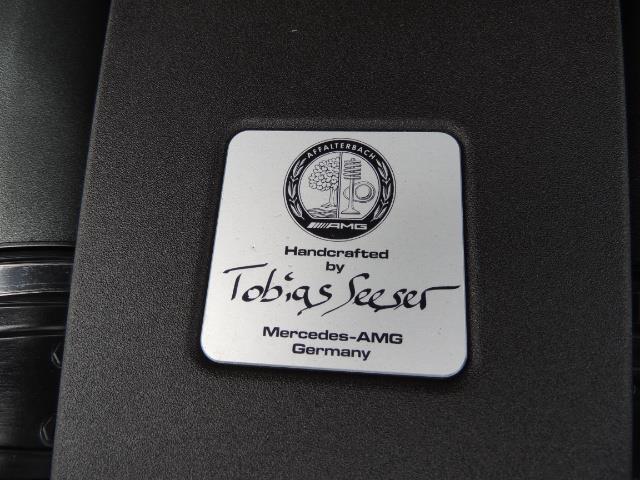 AFFALTERBACH
AMG
Handcrafted
by
Tobias Seeser
Mercedes-AMG
Germany